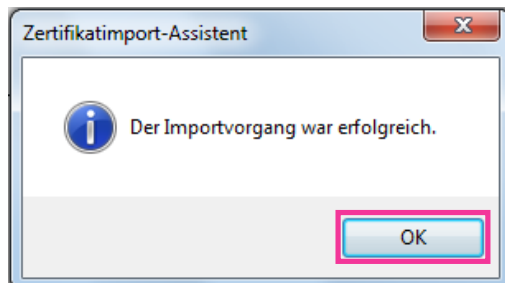 Zertifikatimport-Assistent
Der Importvorgang war erfolgreich.
OK